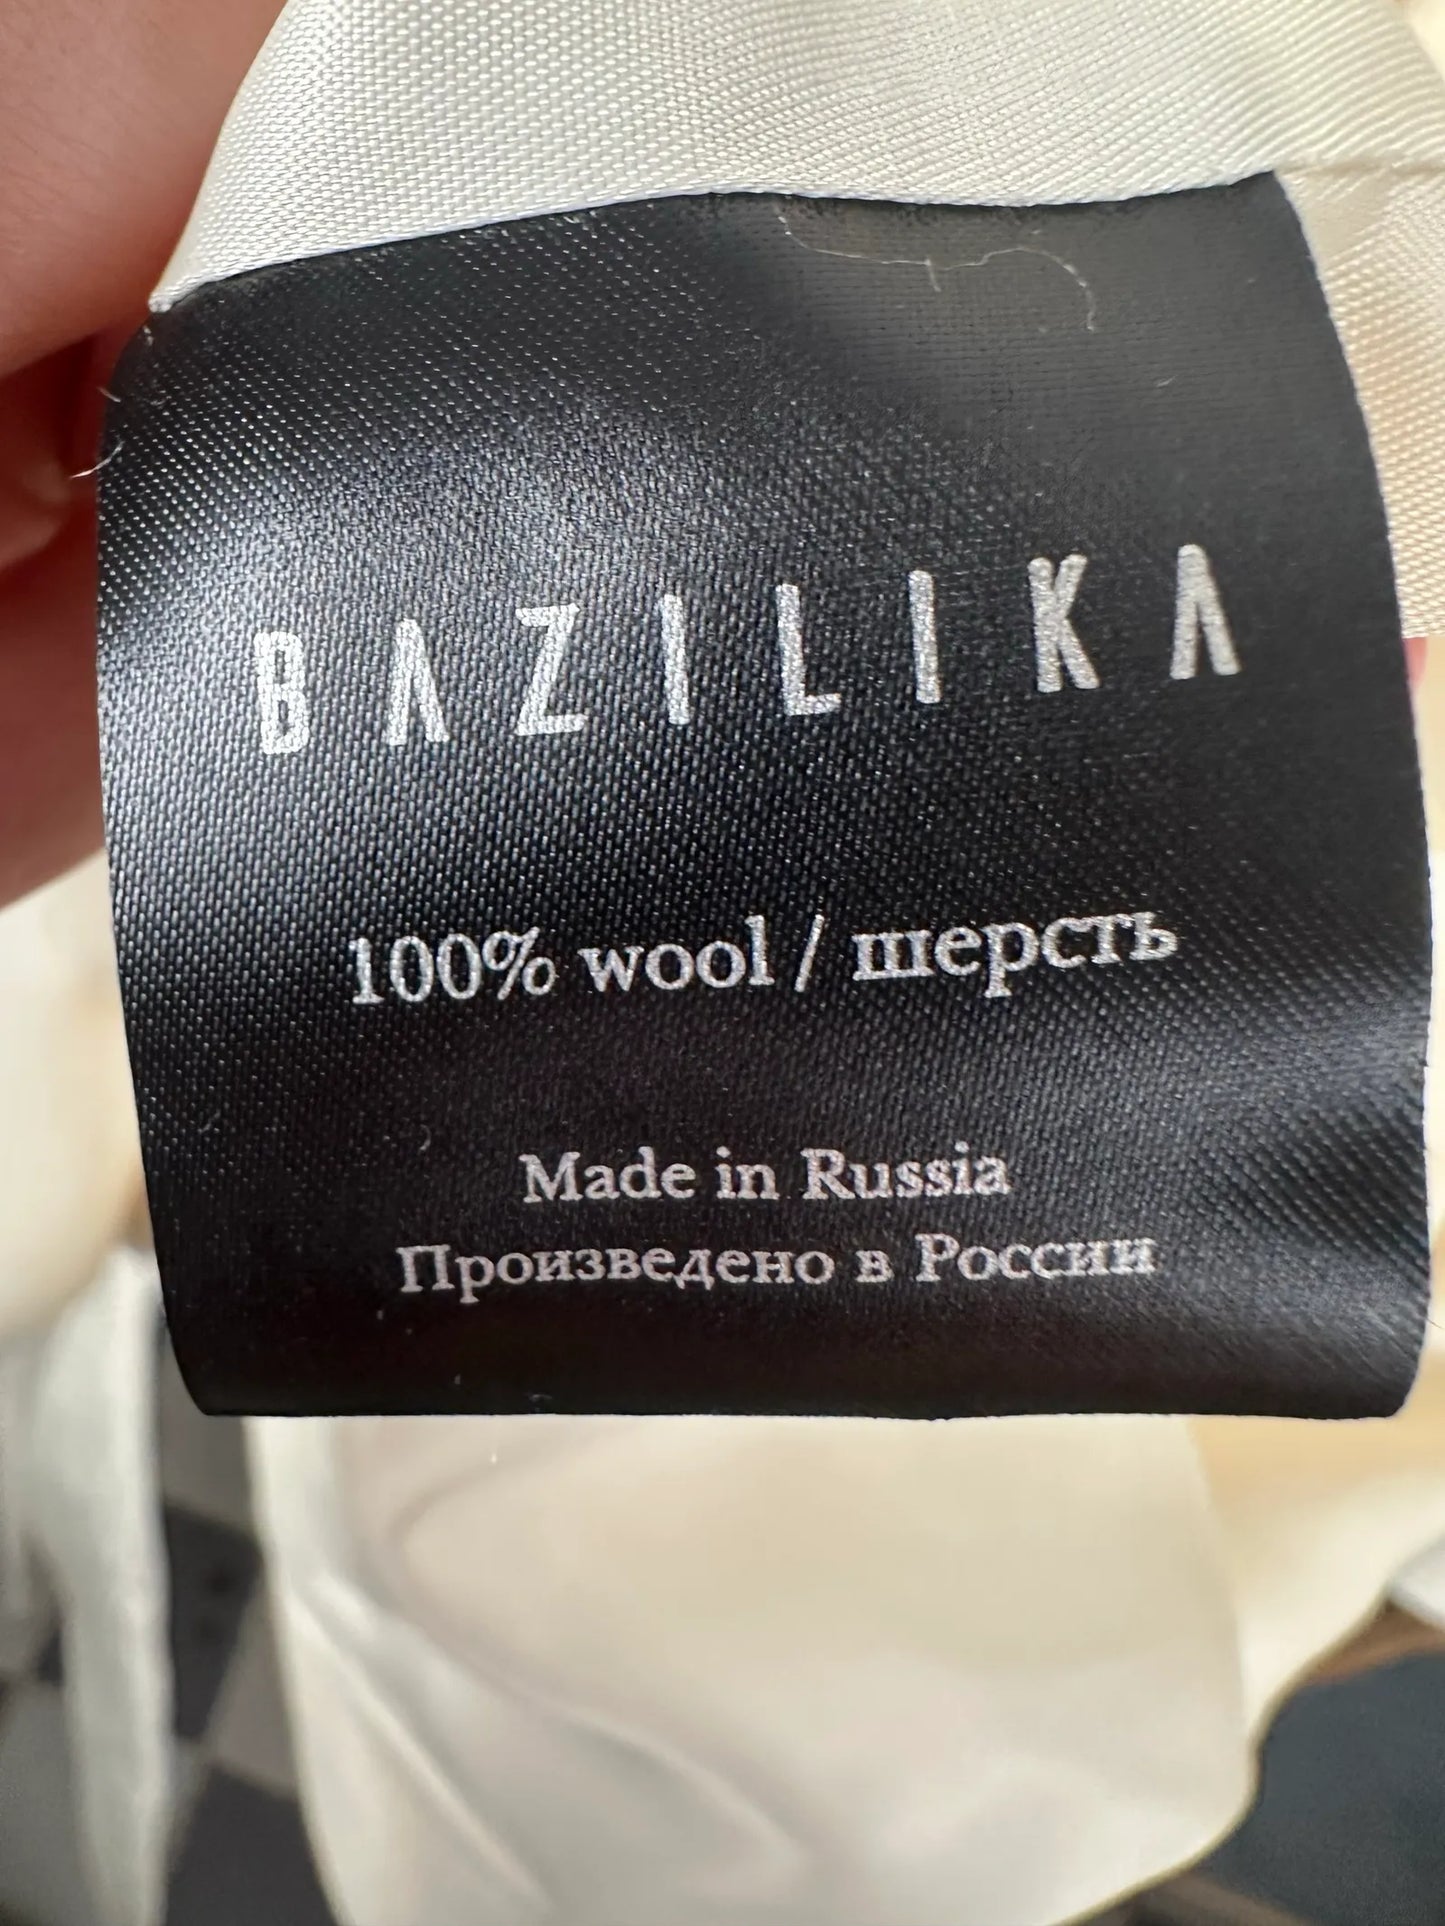 BAZILIKA
100% wool / шерсть
Made in Russia
Произведено в России